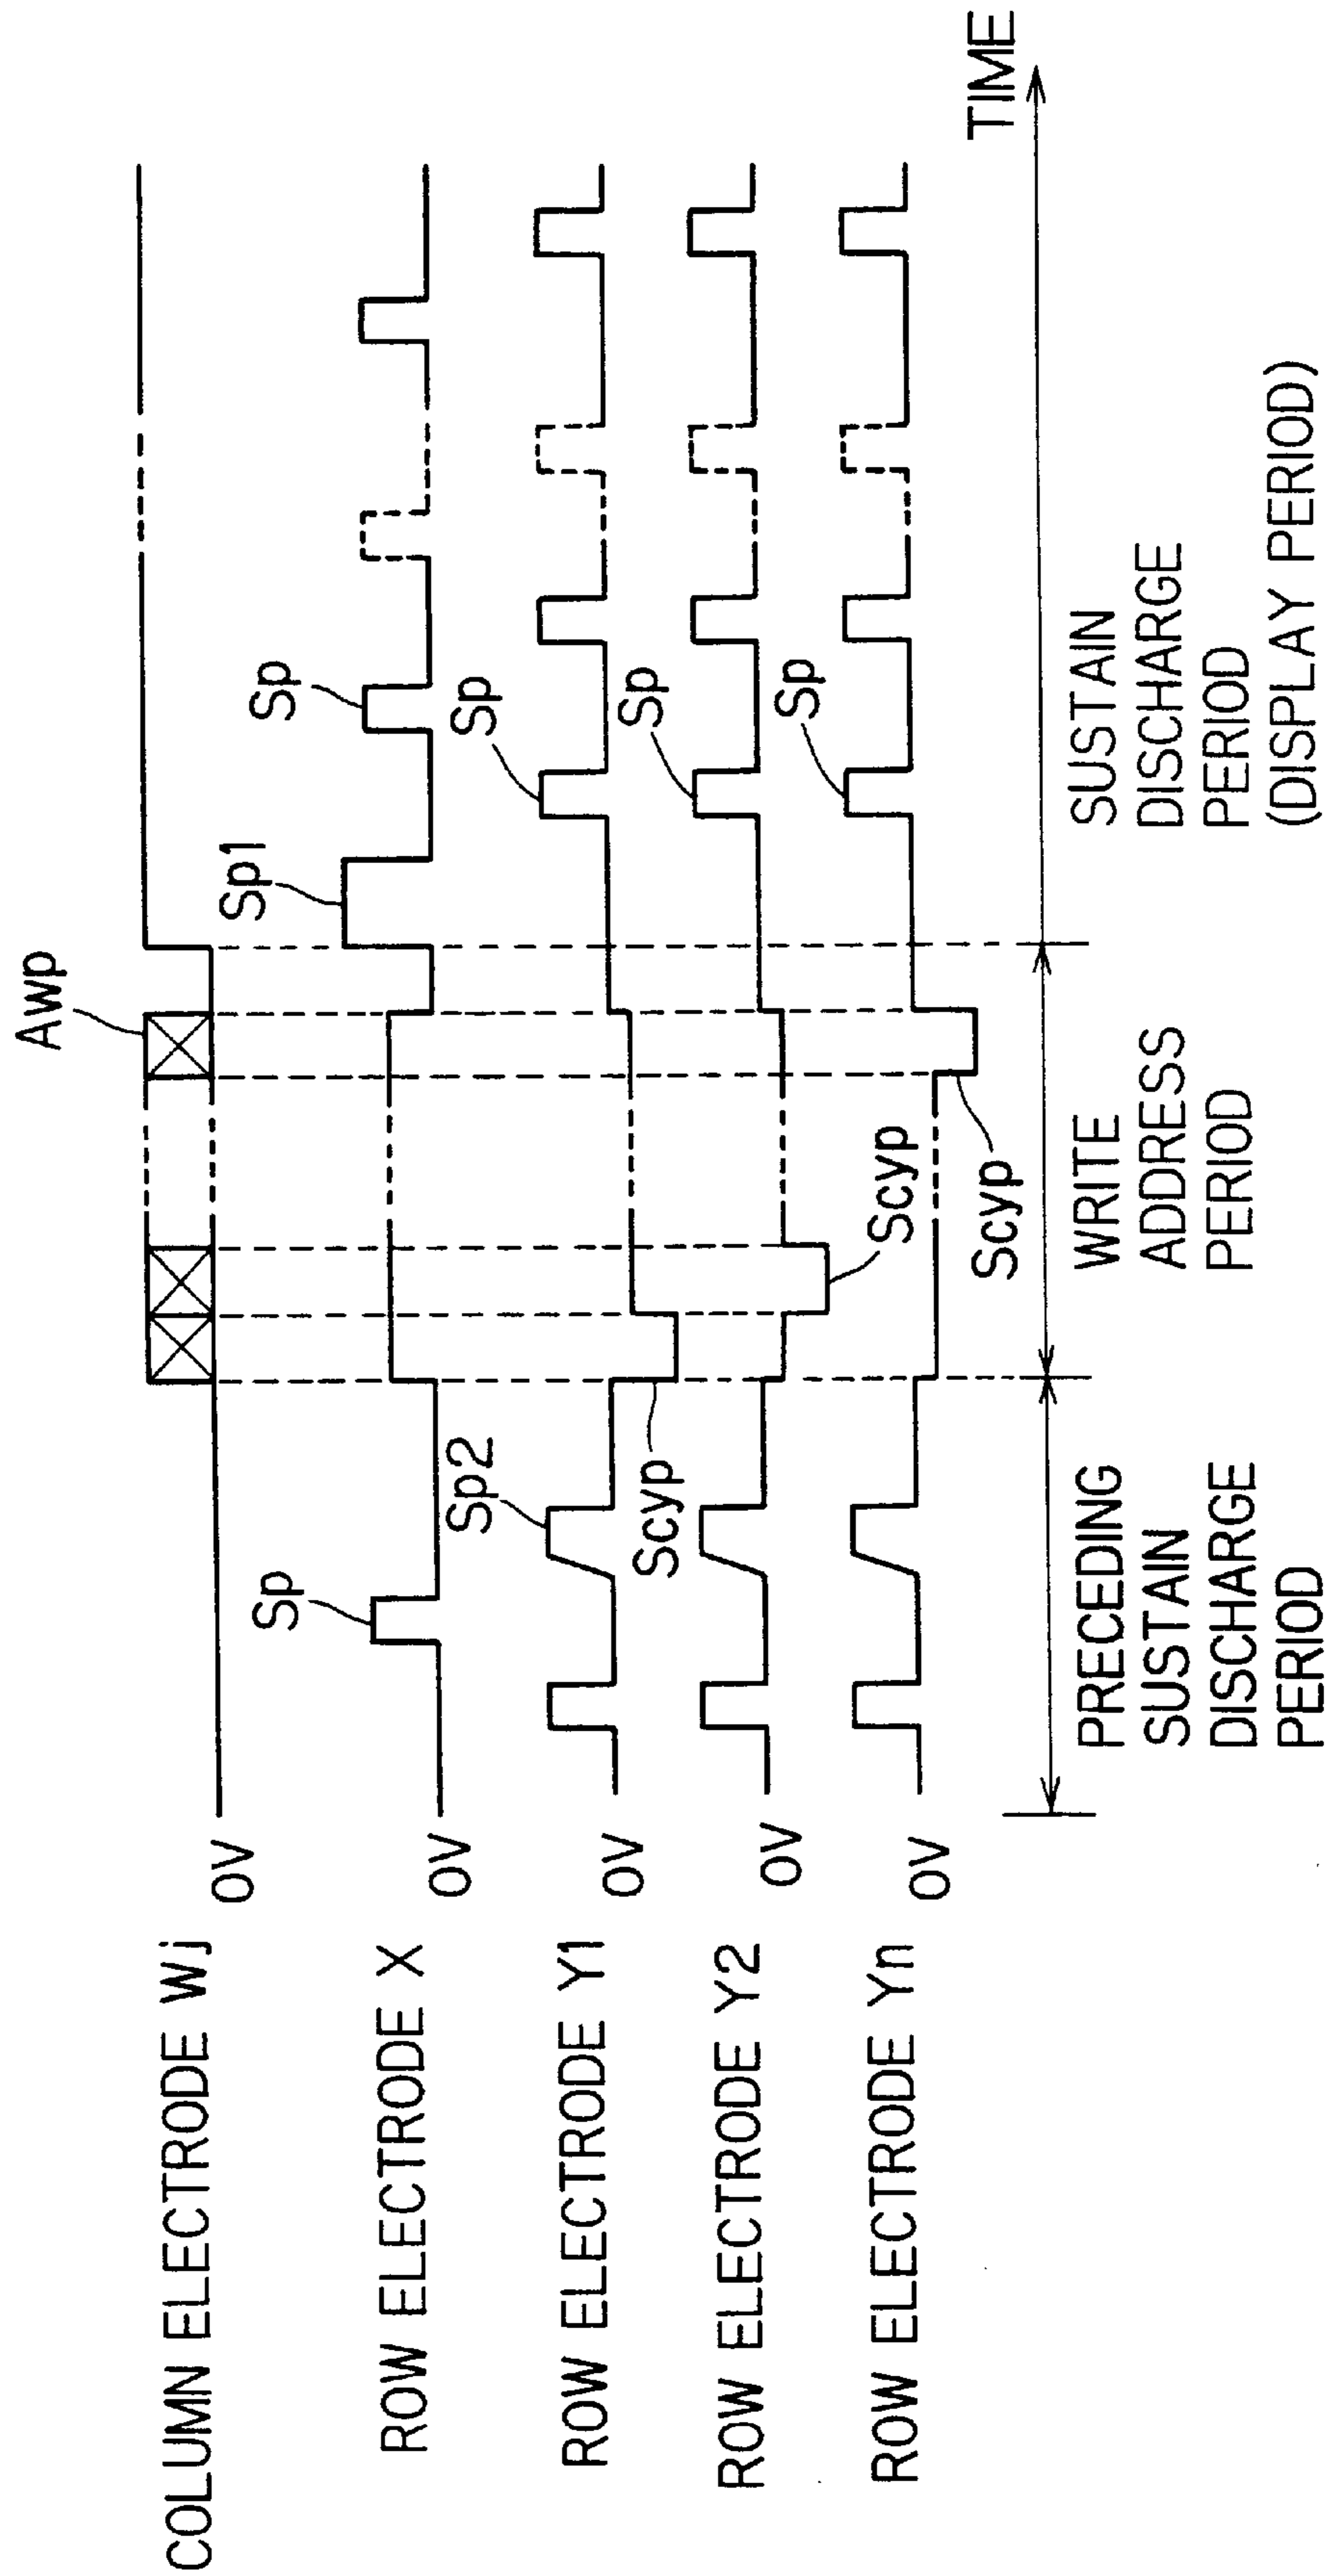 Awp
COLUMN ELECTRODE Wj
0V
Sp
Sp1
Sp
ROW ELECTRODE X
0V
Sp2
Sp
ROW ELECTRODE Y1
0V
Scyp
Sp
ROW ELECTRODE Y2
0V
Scyp
Sp
ROW ELECTRODE Yn
0V
Scyp
TIME
PRECEDING
SUSTAIN
DISCHARGE
PERIOD
WRITE
ADDRESS
PERIOD
SUSTAIN
DISCHARGE
PERIOD
(DISPLAY PERIOD)